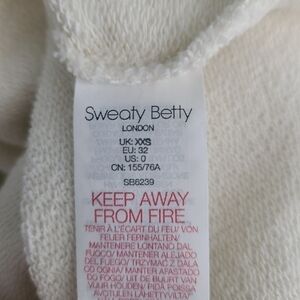 Sweaty Betty
LONDON
UK: XXS
EU: 32
US: 0
CN: 155/76A
SB6239
KEEP AWAY
FROM FIRE
TENIR À L'ÉCART DU FEU/ VON
FEUER FERNHALTEN/
MANTENERE LONTANO DAL
FUOCO/ MANTENER ALEJADO
DEL FUEGO/ TRZYMAĆ Z DALA
OD OGNIA/ MANTER AFASTADO
DO FOGO/ UIT DE BUURT VAN
VUUR HOUDEN/ PIDÄ POISSA
AVOTULEN LÄHETTYVILTÄ/